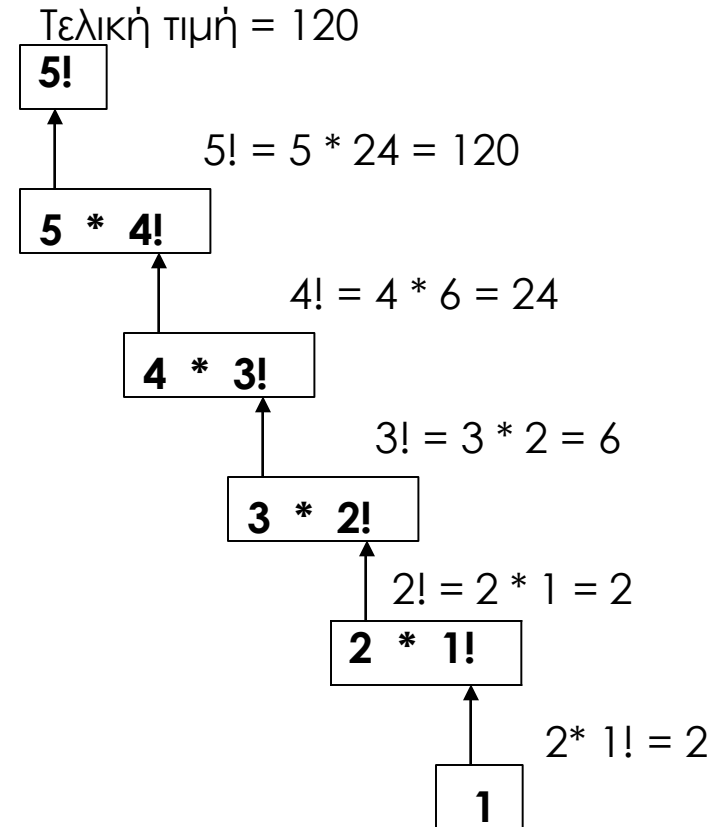 Τελική τιμή = 120
5!
5! = 5 * 24 = 120
5 * 4!
4! = 4 * 6 = 24
4 * 3!
3! = 3 * 2 = 6
3 * 2!
2! = 2 * 1 = 2
2 * 1!
2* 1! = 2
1